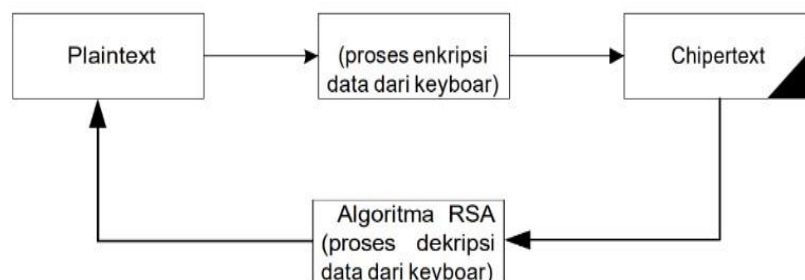 Plaintext
(proses enkripsi
data dari keyboar)
Chipertext
Algoritma RSA
(proses dekripsi
data dari keyboar)